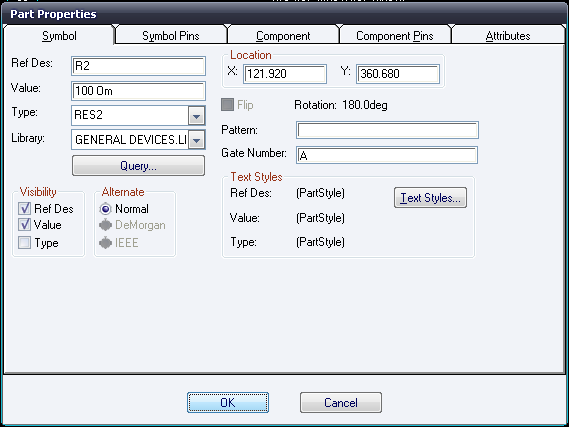 Part Properties
Symbol Symbol Pins Component Component Pins Attributes
Ref Des: R2
Value: 100 Om
Type: RES2
Library: GENERAL DEVICES.LI
Query...
Location
X: 121.920 Y: 360.680
Flip Rotation: 180.0deg
Pattern:
Gate Number: A
Visibility
Ref Des
Value
Type
Alternate
Normal
DeMorgan
IEEE
Text Styles
Ref Des: (PartStyle)
Text Styles...
Value: (PartStyle)
Type: (PartStyle)
OK Cancel